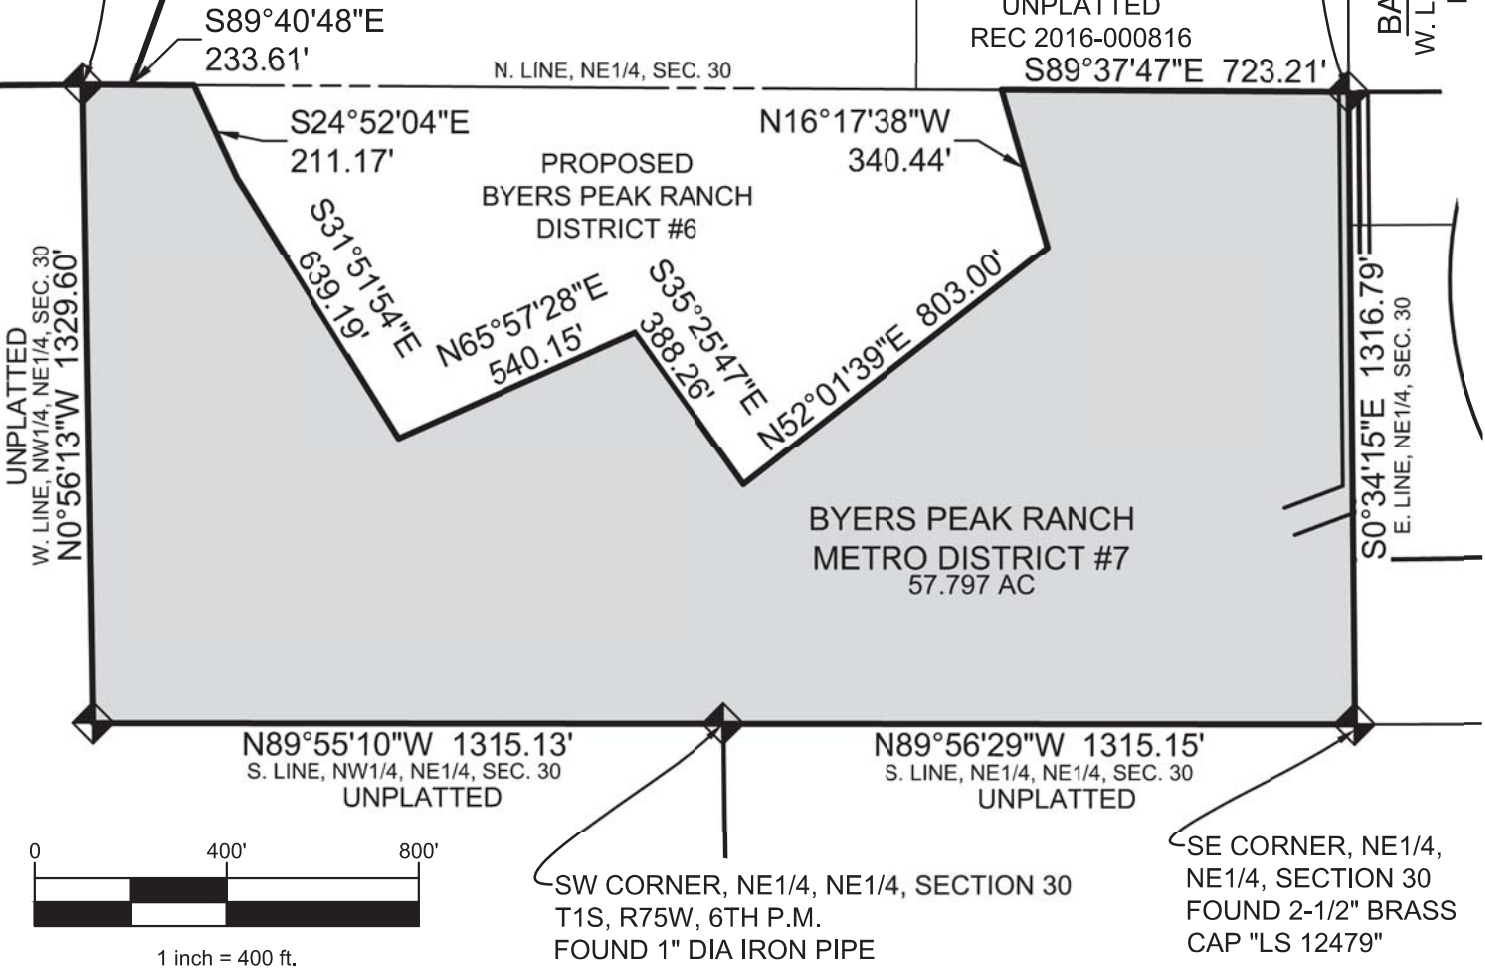 S89°40'48"E
233.61'
UNPLATTED
REC 2016-000816
S89°37'47"E 723.21'
BA
W. L
N. LINE, NE1/4, SEC. 30
S24°52'04"E
211.17'
N16°17'38"W
340.44'
PROPOSED
BYERS PEAK RANCH
DISTRICT #6
S31°51'54"E
639.19'
N65°57'28"E
540.15'
S35°25'47"E
388.26'
N52°01'39"E 803.00'
UNPLATTED
W. LINE, NW1/4, NE1/4, SEC. 30
N0°56'13"W 1329.60'
S0°34'15"E 1316.79'
E. LINE, NE1/4, SEC. 30
BYERS PEAK RANCH
METRO DISTRICT #7
57.797 AC
N89°55'10"W 1315.13'
S. LINE, NW1/4, NE1/4, SEC. 30
UNPLATTED
N89°56'29"W 1315.15'
S. LINE, NE1/4, NE1/4, SEC. 30
UNPLATTED
0 400' 800'
1 inch = 400 ft.
SW CORNER, NE1/4, NE1/4, SECTION 30
T1S, R75W, 6TH P.M.
FOUND 1" DIA IRON PIPE
SE CORNER, NE1/4,
NE1/4, SECTION 30
FOUND 2-1/2" BRASS
CAP "LS 12479"